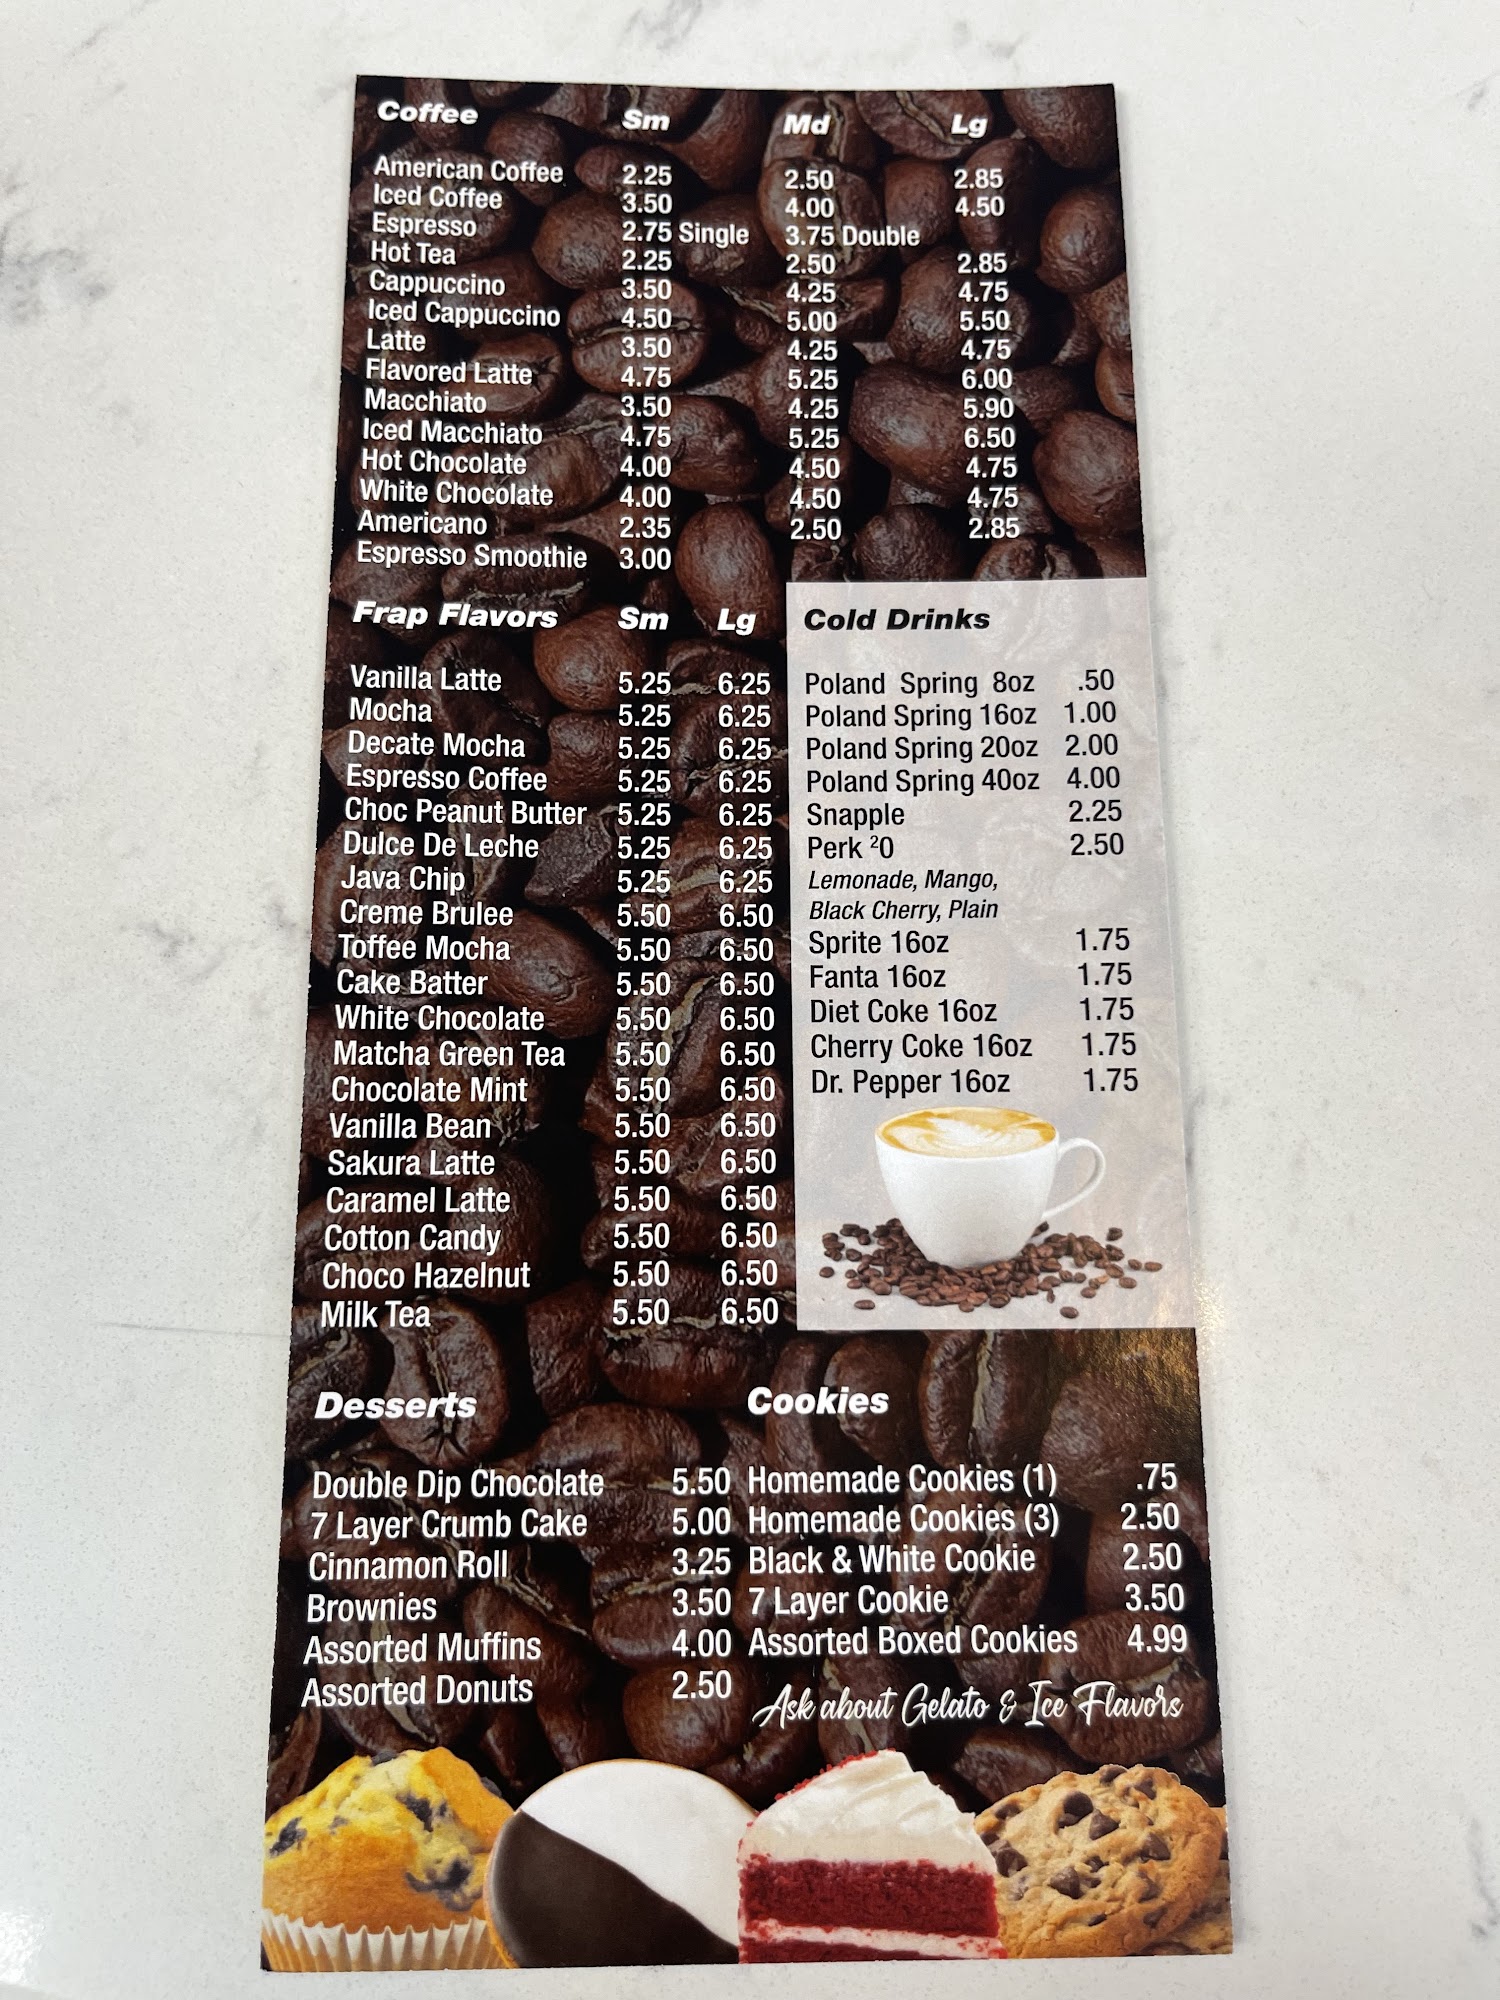 Coffee Sm Md Lg
American Coffee 2.25 2.50 2.85
Iced Coffee 3.50 4.00 4.50
Espresso 2.75 Single 3.75 Double
Hot Tea 2.25 2.50 2.85
Cappuccino 3.50 4.25 4.75
Iced Cappuccino 4.50 5.00 5.50
Latte 3.50 4.25 4.75
Flavored Latte 4.75 5.25 6.00
Macchiato 3.50 4.25 5.90
Iced Macchiato 4.75 5.25 6.50
Hot Chocolate 4.00 4.50 4.75
White Chocolate 4.00 4.50 4.75
Americano 2.35 2.50 2.85
Espresso Smoothie 3.00
Frap Flavors Sm Lg
Vanilla Latte 5.25 6.25
Mocha 5.25 6.25
Decate Mocha 5.25 6.25
Espresso Coffee 5.25 6.25
Choc Peanut Butter 5.25 6.25
Dulce De Leche 5.25 6.25
Java Chip 5.25 6.25
Creme Brulee 5.50 6.50
Toffee Mocha 5.50 6.50
Cake Batter 5.50 6.50
White Chocolate 5.50 6.50
Matcha Green Tea 5.50 6.50
Chocolate Mint 5.50 6.50
Vanilla Bean 5.50 6.50
Sakura Latte 5.50 6.50
Caramel Latte 5.50 6.50
Cotton Candy 5.50 6.50
Choco Hazelnut 5.50 6.50
Milk Tea 5.50 6.50
Cold Drinks
Poland Spring 8oz .50
Poland Spring 16oz 1.00
Poland Spring 20oz 2.00
Poland Spring 40oz 4.00
Snapple 2.25
Perk ²0 2.50
Lemonade, Mango,
Black Cherry, Plain
Sprite 16oz 1.75
Fanta 16oz 1.75
Diet Coke 16oz 1.75
Cherry Coke 16oz 1.75
Dr. Pepper 16oz 1.75
Desserts
Double Dip Chocolate 5.50
7 Layer Crumb Cake 5.00
Cinnamon Roll 3.25
Brownies 3.50
Assorted Muffins 4.00
Assorted Donuts 2.50
Cookies
Homemade Cookies (1) .75
Homemade Cookies (3) 2.50
Black & White Cookie 2.50
7 Layer Cookie 3.50
Assorted Boxed Cookies 4.99
Ask about Gelato & Ice Flavors